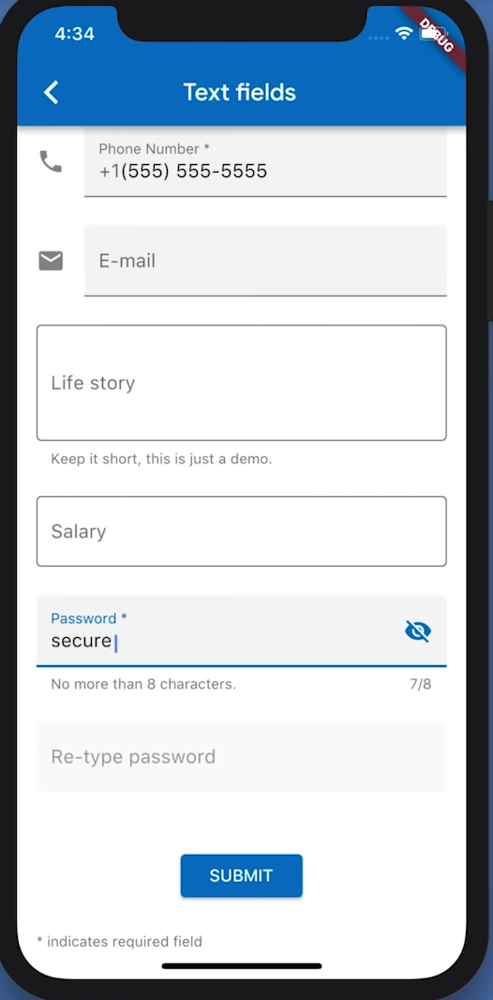 4:34
DEBUG
Text fields
Phone Number *
+1(555) 555-5555
E-mail
Life story
Keep it short, this is just a demo.
Salary
Password *
secure
No more than 8 characters.
7/8
Re-type password
SUBMIT
* indicates required field